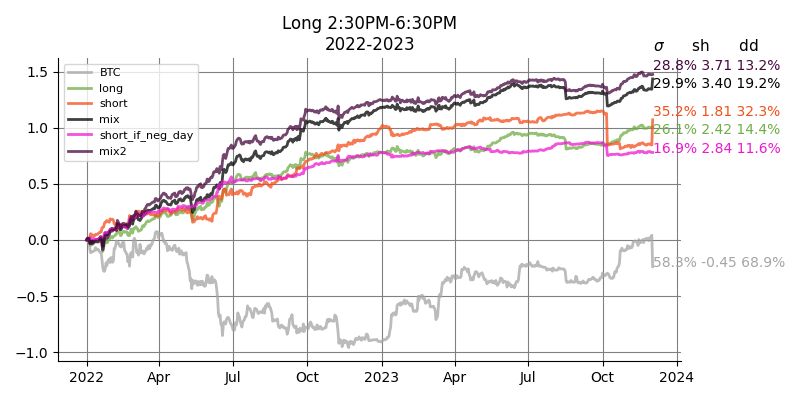 Long 2:30PM-6:30PM
2022-2023
σ sh dd
28.8% 3.71 13.2%
29.9% 3.40 19.2%
35.2% 1.81 32.3%
26.1% 2.42 14.4%
16.9% 2.84 11.6%
58.3% -0.45 68.9%
BTC
long
short
mix
short_if_neg_day
mix2
1.5
1.0
0.5
0.0
−0.5
−1.0
2022 Apr Jul Oct 2023 Apr Jul Oct 2024